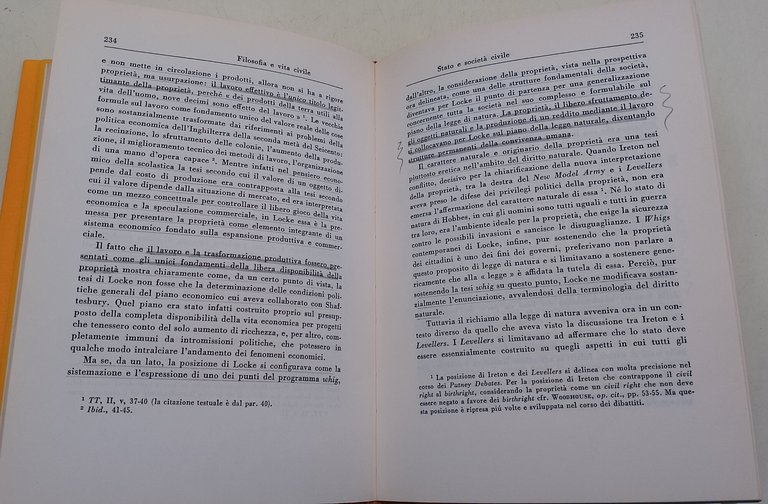 234
Filosofia e vita civile
e non mette in circolazione i prodotti, allora non si ha a rigore
proprietà, ma usurpazione: il lavoro effettivo è l'unico titolo legit-
timante della proprietà, perché « dei prodotti della terra utili alla
vita dell'uomo, nove decimi sono effetto del lavoro » ¹. Le vecchie
formule sul lavoro come fondamento unico del valore reale delle cose
sono sostanzialmente trasformate dai riferimenti ai problemi della
politica economica dell'Inghilterra della seconda metà del Seicento:
la recinzione, lo sfruttamento delle colonie, l'aumento della produ-
zione, il miglioramento tecnico dei metodi di lavoro, l'organizzazione
di una mano d'opera capace ². Mentre infatti nel pensiero econo-
mico della scolastica la tesi secondo cui il valore di un oggetto di-
pende dal costo di produzione era contrapposta alla tesi secondo
cui il valore dipende dalla situazione di mercato, ed era interpretata
come un mezzo concettuale per controllare il libero gioco della vita
economica e la speculazione commerciale, in Locke essa è la pre-
messa per presentare la proprietà come elemento integrante di un
sistema economico fondato sulla espansione produttiva e commer-
ciale.
Il fatto che il lavoro e la trasformazione produttiva fossero pre-
sentati come gli unici fondamenti della libera disponibilità della
proprietà mostra chiaramente come, da un certo punto di vista, la
tesi di Locke non fosse che la determinazione delle condizioni poli-
tiche generali del piano economico cui aveva collaborato con Shaf-
tesbury. Quel piano era stato infatti costruito proprio sul presup-
posto della completa disponibilità della vita economica per progetti
che tenessero conto del solo aumento di ricchezza, e, per altro, com-
pletamente immuni da intromissioni politiche, che potessero in
qualche modo intralciare l'andamento dei fenomeni economici.
Ma se, da un lato, la posizione di Locke si configurava come la
sistemazione e l'espressione di uno dei punti del programma whig,
¹ TT, II, v, 37-40 (la citazione testuale è dal par. 40).
² Ibid., 41-45.
Stato e società civile
235
dall'altro, la considerazione della proprietà, vista nella prospettiva
ora delineata, come una delle strutture fondamentali della società,
diventava per Locke il punto di partenza per una generalizzazione
concernente tutta la società nel suo complesso e formulabile sul
piano della legge di natura. La proprietà, il libero sfruttamento de-
gli oggetti naturali e la produzione di un reddito mediante il lavoro
si collocavano per Locke sul piano della legge naturale, diventando
strutture permanenti della convivenza umana.
Il carattere naturale e originario della proprietà era una tesi
piuttosto eretica nell'ambito del diritto naturale. Quando Ireton nel
conflitto, decisivo per la chiarificazione della nuova interpretazione
della proprietà, tra la destra del New Model Army e i Levellers
aveva preso le difese dei privilegi politici della proprietà, non era
emersa l'affermazione del carattere naturale di essa ¹. Né lo stato di
natura di Hobbes, in cui gli uomini sono tutti uguali e tutti in guerra
tra loro, era l'ambiente ideale per la proprietà, che esige la sicurezza
contro le possibili invasioni e sancisce le disuguaglianze. I Whigs
contemporanei di Locke, infine, pur sostenendo che la proprietà
dei cittadini è uno dei fini dei governi, preferivano non parlare a
questo proposito di legge di natura e si limitavano a sostenere gene-
ricamente che alla « legge » è affidata la tutela di essa. Perciò, pur
sostenendo la tesi whig su questo punto, Locke ne modificava sostan-
zialmente l'enunciazione, avvalendosi della terminologia del diritto
naturale.
Tuttavia il richiamo alla legge di natura avveniva ora in un con-
testo diverso da quello che aveva visto la discussione tra Ireton e i
Levellers. I Levellers si limitavano ad affermare che lo stato deve
essere essenzialmente costruito su quegli aspetti in cui tutti gli
¹ La posizione di Ireton e dei Levellers si delinea con molta precisione nel
corso dei Putney Debates. Per la posizione di Ireton che contrappone il civil
right al birthright, considerando la proprietà come un civil right che non deve
essere negato a favore dei birthright cfr. WOODHOUSE, op. cit., pp. 53-55. Ma que-
sta posizione è ripresa più volte e sviluppata nel corso dei dibattiti.